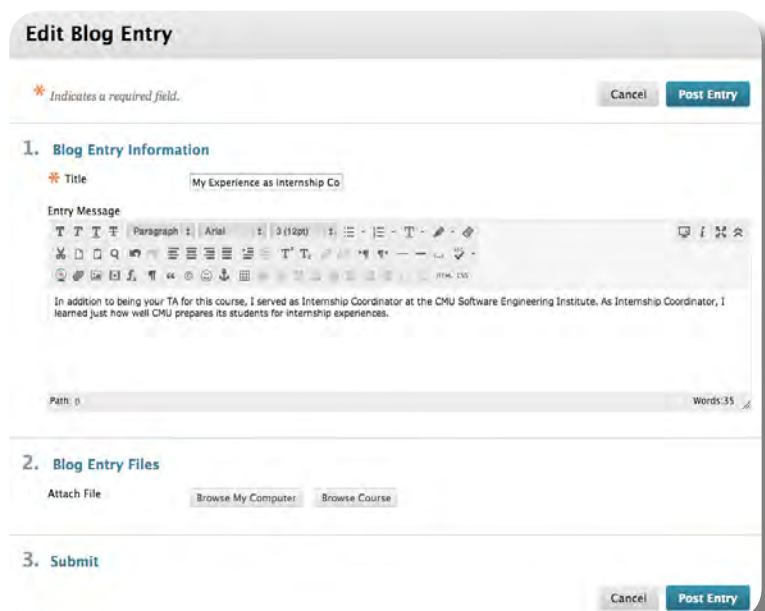 Edit Blog Entry
* Indicates a required field.
Cancel Post Entry
1. Blog Entry Information
* Title My Experience as Internship Co
Entry Message
T T T T Paragraph Arial 3 (12pt) T
T T
f ¶ “ ©
HTML CSS
In addition to being your TA for this course, I served as Internship Coordinator at the CMU Software Engineering Institute. As Internship Coordinator, I
learned just how well CMU prepares its students for internship experiences.
Path: p Words:35
2. Blog Entry Files
Attach File Browse My Computer Browse Course
3. Submit
Cancel Post Entry